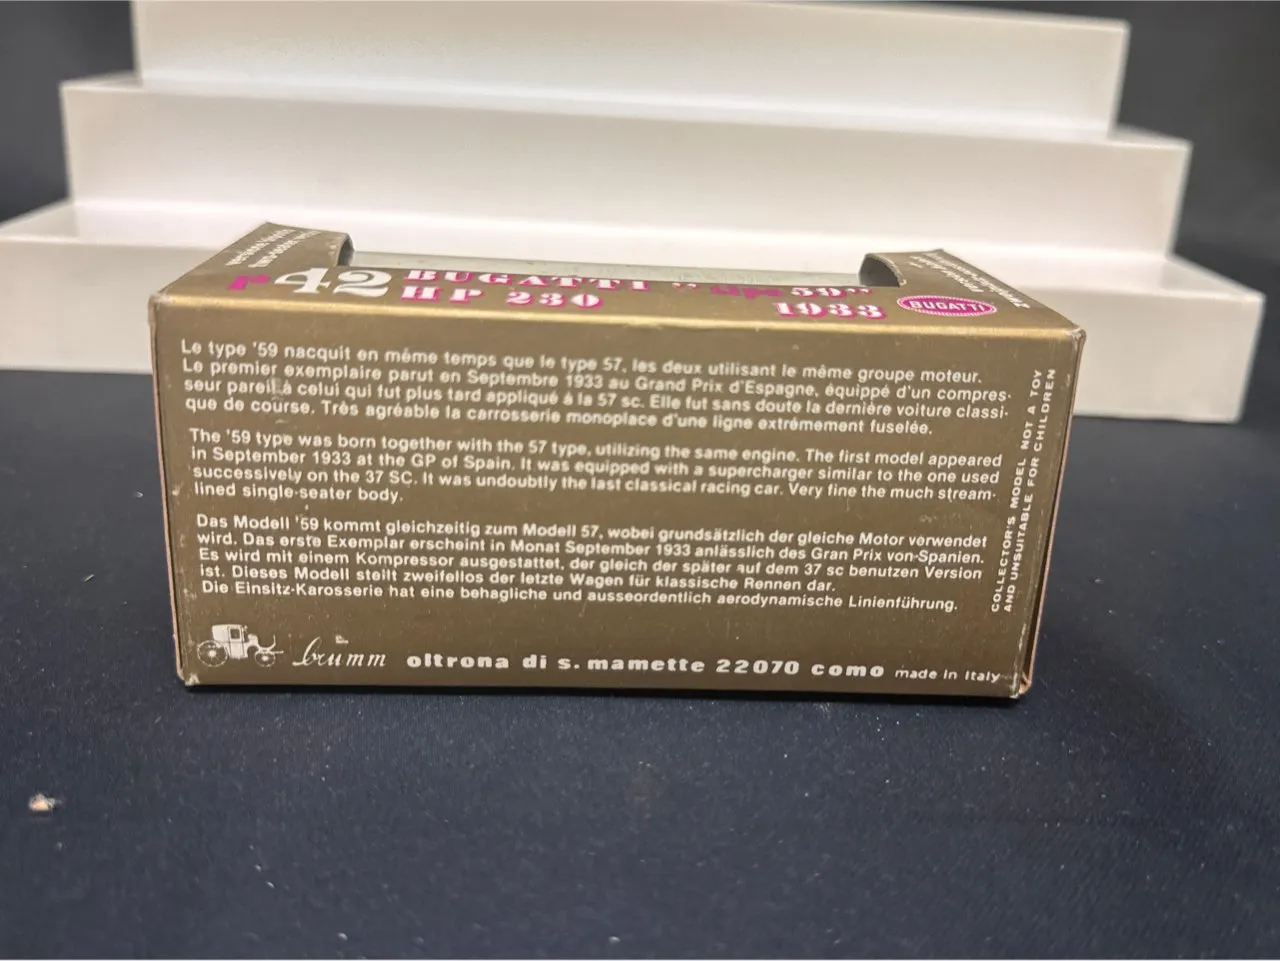 r 42 BUGATTI "tipo 59"
HP 230 1933 BUGATTI
Le type '59 nacquit en même temps que le type 57, les deux utilisant le même groupe moteur.
Le premier exemplaire parut en Septembre 1933 au Grand Prix d'Espagne, équippé d'un compres-
seur pareil à celui qui fut plus tard appliqué à la 57 sc. Elle fut sans doute la dernière voiture classi-
que de course. Très agréable la carrosserie monoplace d'une ligne extrémement fuselée.
The '59 type was born together with the 57 type, utilizing the same engine. The first model appeared
in September 1933 at the GP of Spain. It was equipped with a supercharger similar to the one used
successively on the 37 SC. It was undoubtly the last classical racing car. Very fine the much stream-
lined single-seater body.
Das Modell '59 kommt gleichzeitig zum Modell 57, wobei grundsätzlich der gleiche Motor verwendet
wird. Das erste Exemplar erscheint in Monat September 1933 anlässlich des Gran Prix von-Spanien.
Es wird mit einem Kompressor ausgestattet, der gleich der später auf dem 37 sc benutzen Version
ist. Dieses Modell stellt zweifellos der letzte Wagen für klassische Rennen dar.
Die Einsitz-Karosserie hat eine behagliche und ausseordentlich aerodynamische Linienführung.
COLLECTOR'S MODEL, NOT A TOY
AND UNSUITABLE FOR CHILDREN
brumm oltrona di s. mamette 22070 como made in Italy